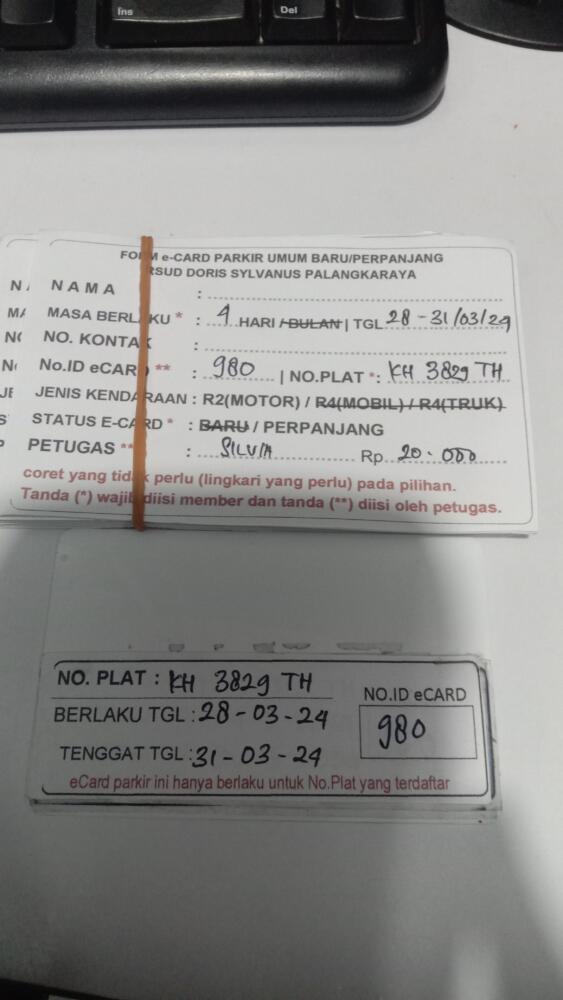 Ins
Del
FORM e-CARD PARKIR UMUM BARU/PERPANJANG
RSUD DORIS SYLVANUS PALANGKARAYA
NAMA :
MASA BERLAKU * : 4 HARI / BULAN | TGL 28 - 31/03/24
NO. KONTAK :
No.ID eCARD ** : 980 | NO.PLAT *: KH 3829 TH
JENIS KENDARAAN : R2(MOTOR) / R4(MOBIL) / R4(TRUK)
STATUS E-CARD * : BARU / PERPANJANG
PETUGAS ** : SILVIA Rp 20.000
coret yang tidak perlu (lingkari yang perlu) pada pilihan.
Tanda (*) wajib diisi member dan tanda (**) diisi oleh petugas.
NO. PLAT : KH 3829 TH
NO.ID eCARD
BERLAKU TGL : 28-03-24
980
TENGGAT TGL : 31-03-24
eCard parkir ini hanya berlaku untuk No.Plat yang terdaftar